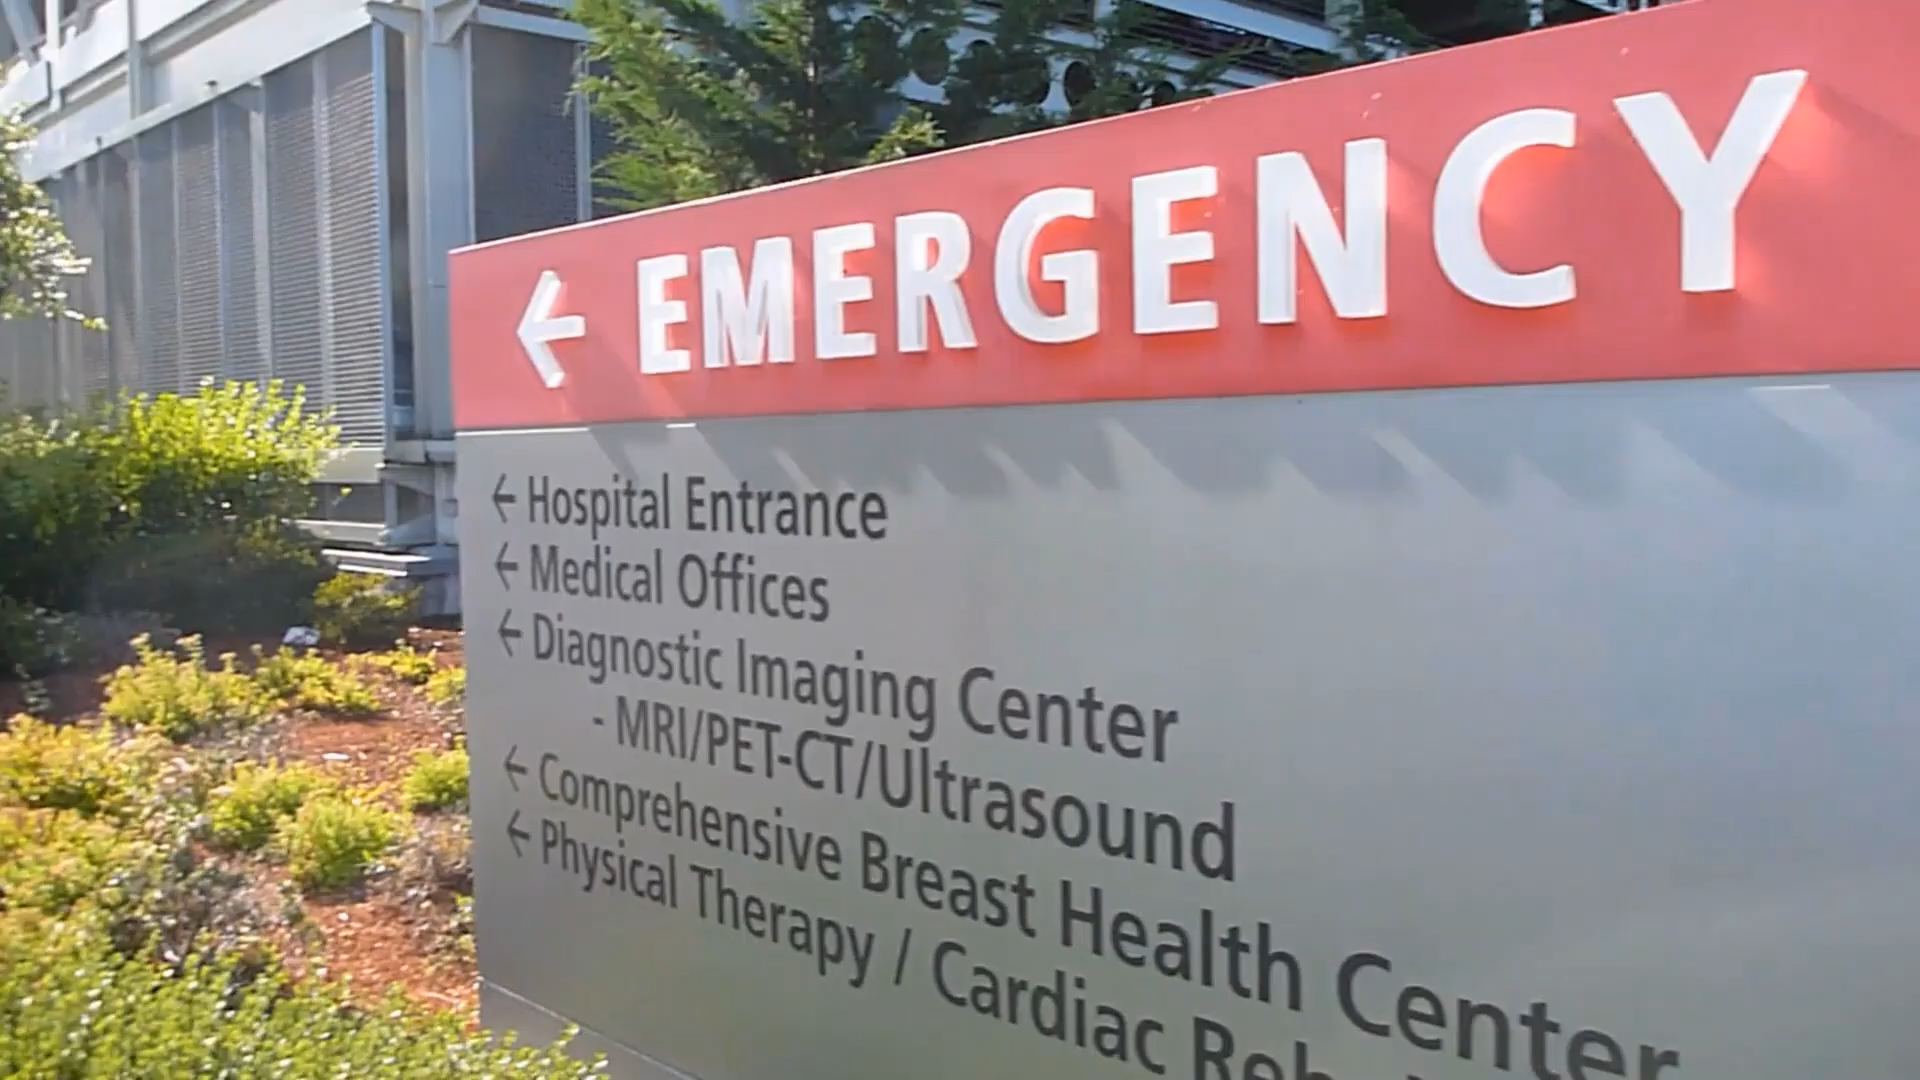 ← EMERGENCY
← Hospital Entrance
← Medical Offices
← Diagnostic Imaging Center
- MRI/PET-CT/Ultrasound
← Comprehensive Breast Health Center
← Physical Therapy / Cardiac